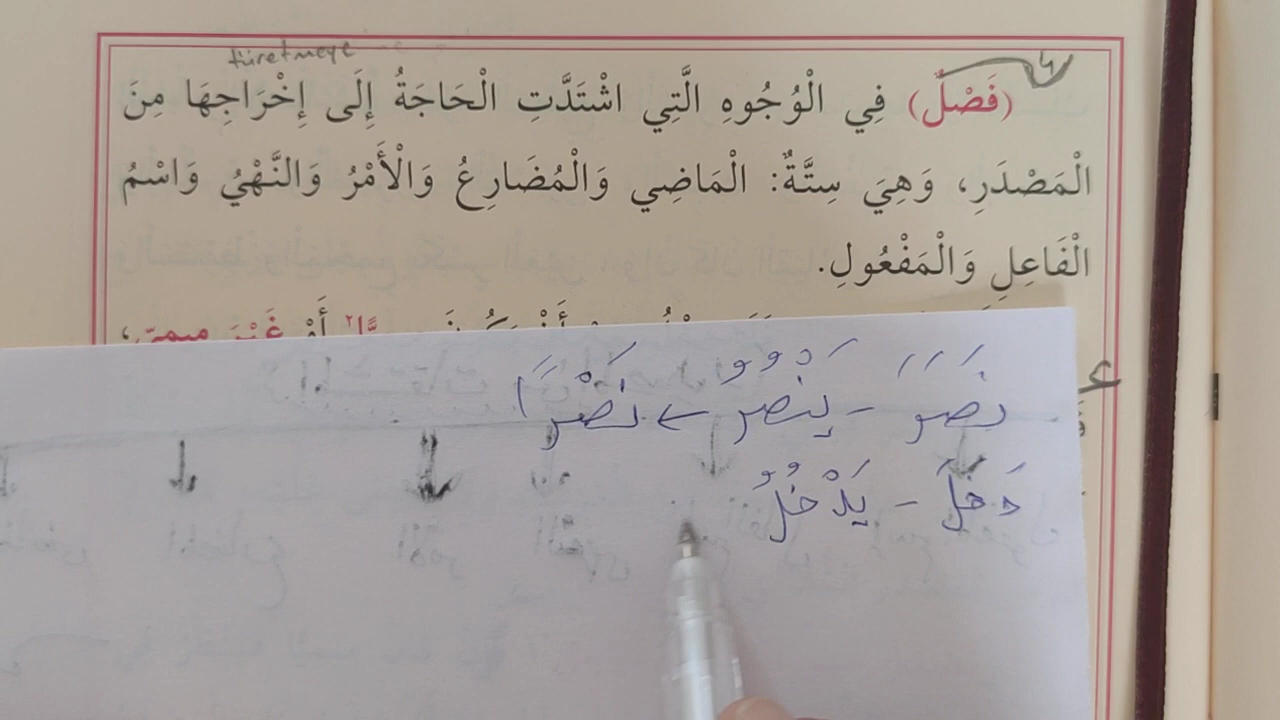 türetmeye
(فَصْلٌ) فِي الْوُجُوهِ الَّتِي اشْتَدَّتِ الْحَاجَةُ إِلَى إِخْرَاجِهَا مِنَ
الْمَصْدَرِ، وَهِيَ سِتَّةٌ: الْمَاضِي وَالْمُضَارِعُ وَالْأَمْرُ وَالنَّهْيُ وَاسْمُ
الْفَاعِلِ وَالْمَفْعُولِ.
أَوْ غَيْرَ مِيمِيٍّ،
نَصَرَ - يَنْصُرُ ← نَصْرًا
دَخَلَ - يَدْخُلُ